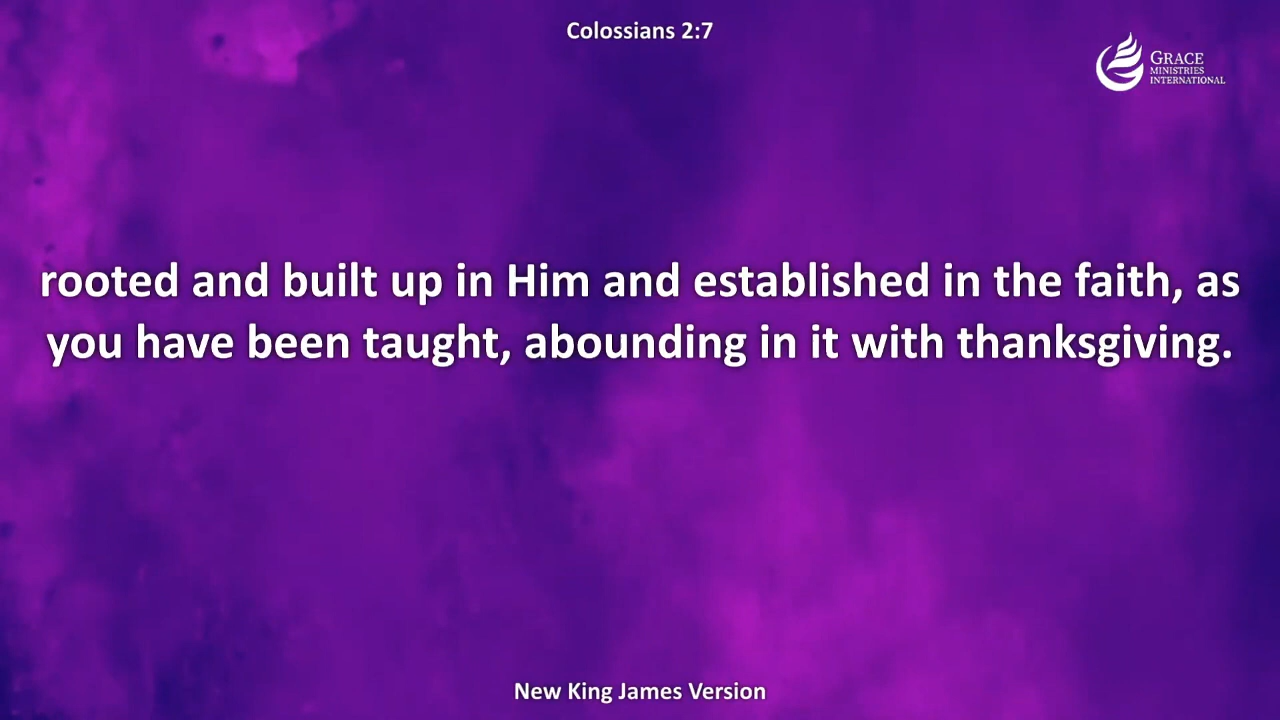 Colossians 2:7
GRACE
MINISTRIES
INTERNATIONAL
rooted and built up in Him and established in the faith, as
you have been taught, abounding in it with thanksgiving.
New King James Version